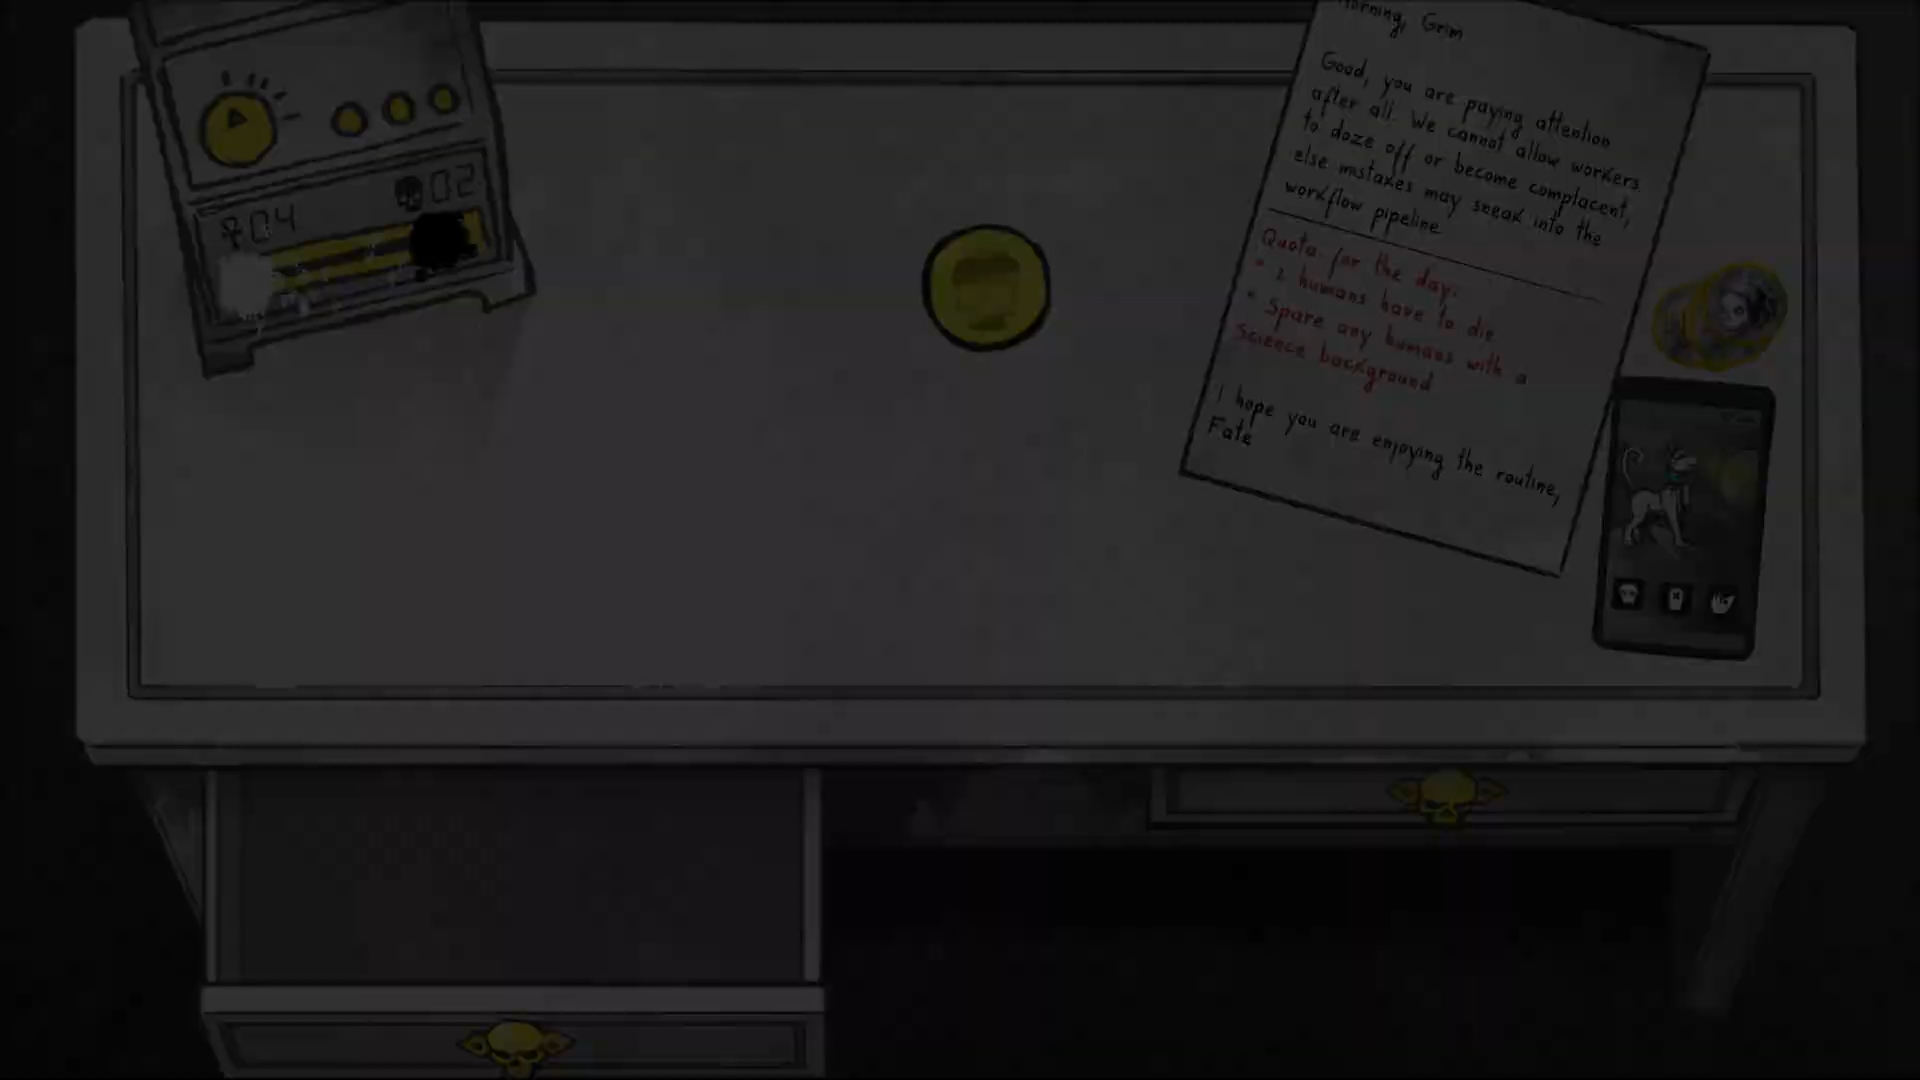 Morning, Grim
Good, you are paying attention
after all. We cannot allow workers
to doze off or become complacent,
else mistakes may sneak into the
workflow pipeline
Quota for the day:
* 2 humans have to die
* Spare any humans with a
science background
I hope you are enjoying the routine,
Fate
04
02